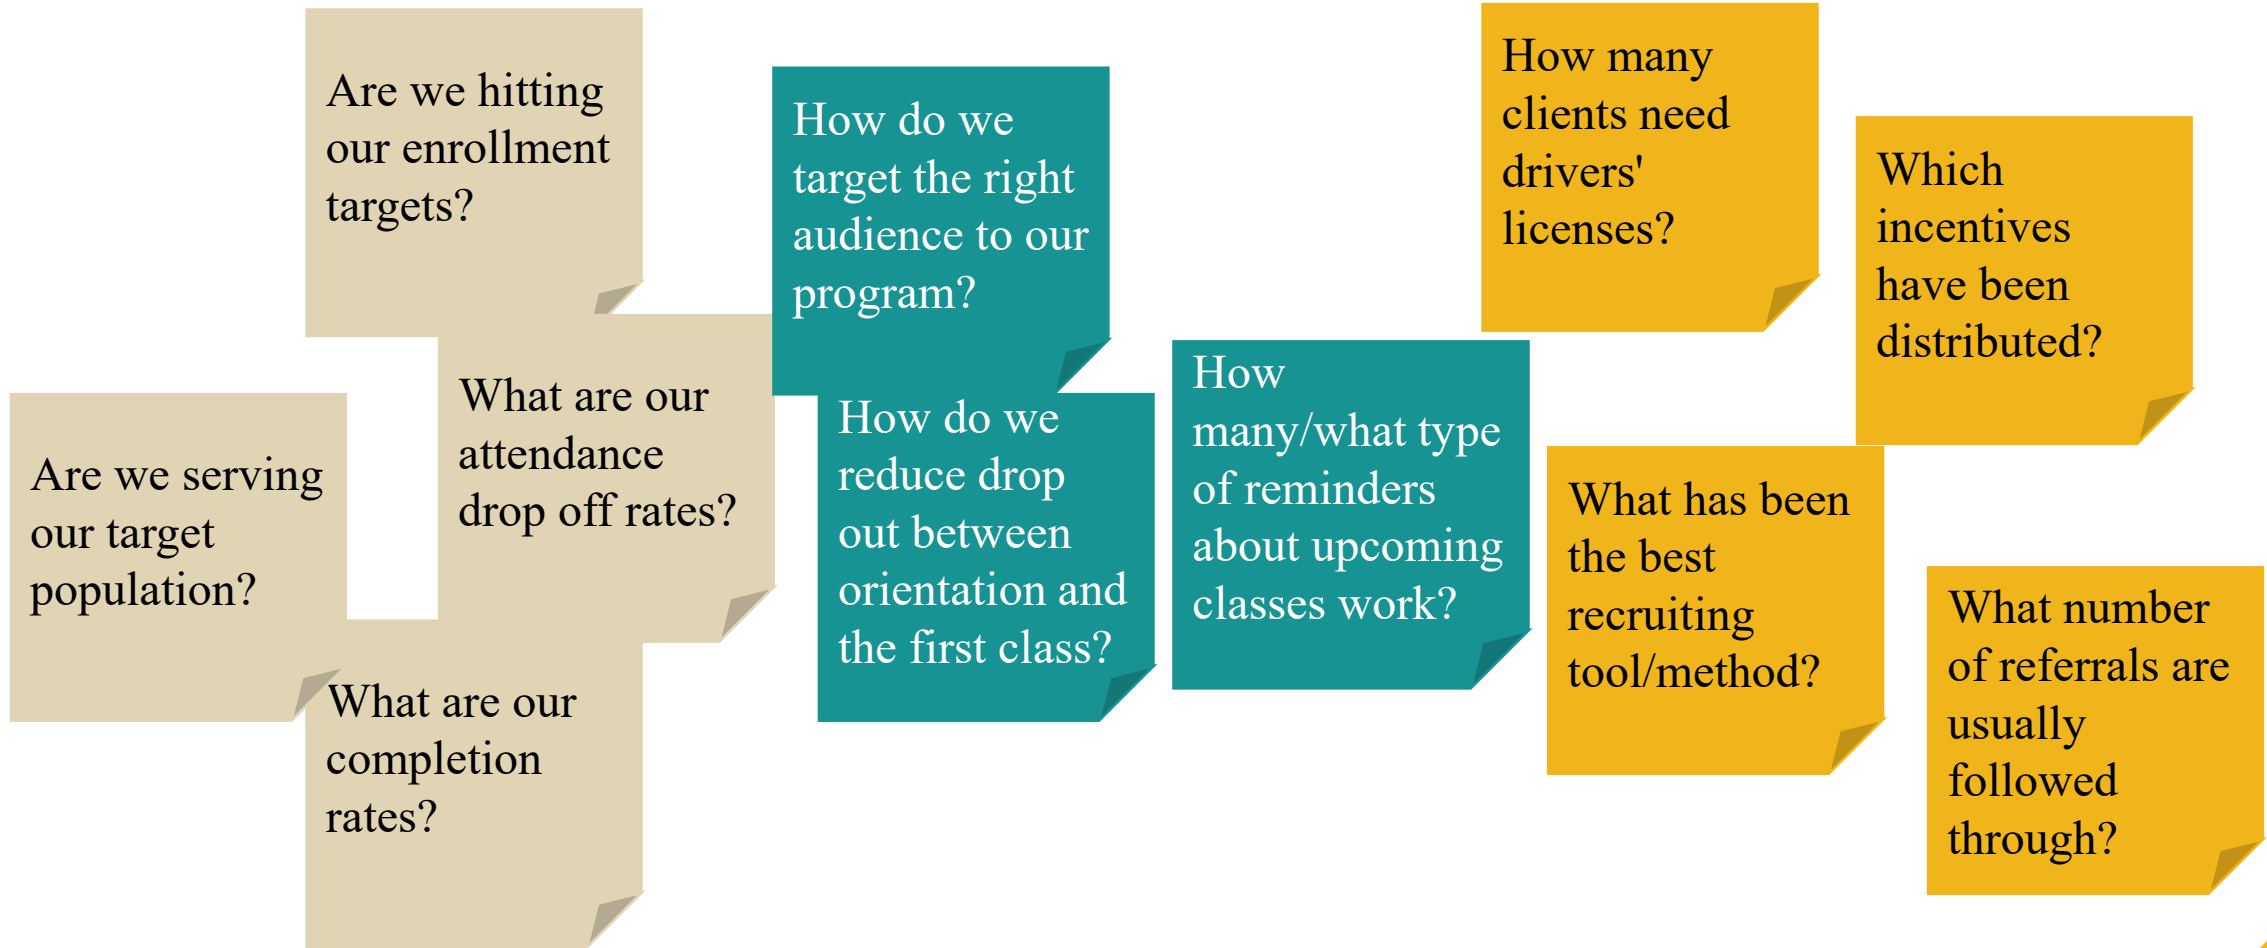 Are we hitting
our enrollment
targets?
Are we serving
our target
population?
What are our
attendance
drop off rates?
What are our
completion
rates?
How do we
target the right
audience to our
program?
How do we
reduce drop
out between
orientation and
the first class?
How
many/what type
of reminders
about upcoming
classes work?
How many
clients need
drivers'
licenses?
Which
incentives
have been
distributed?
What has been
the best
recruiting
tool/method?
What number
of referrals are
usually
followed
through?